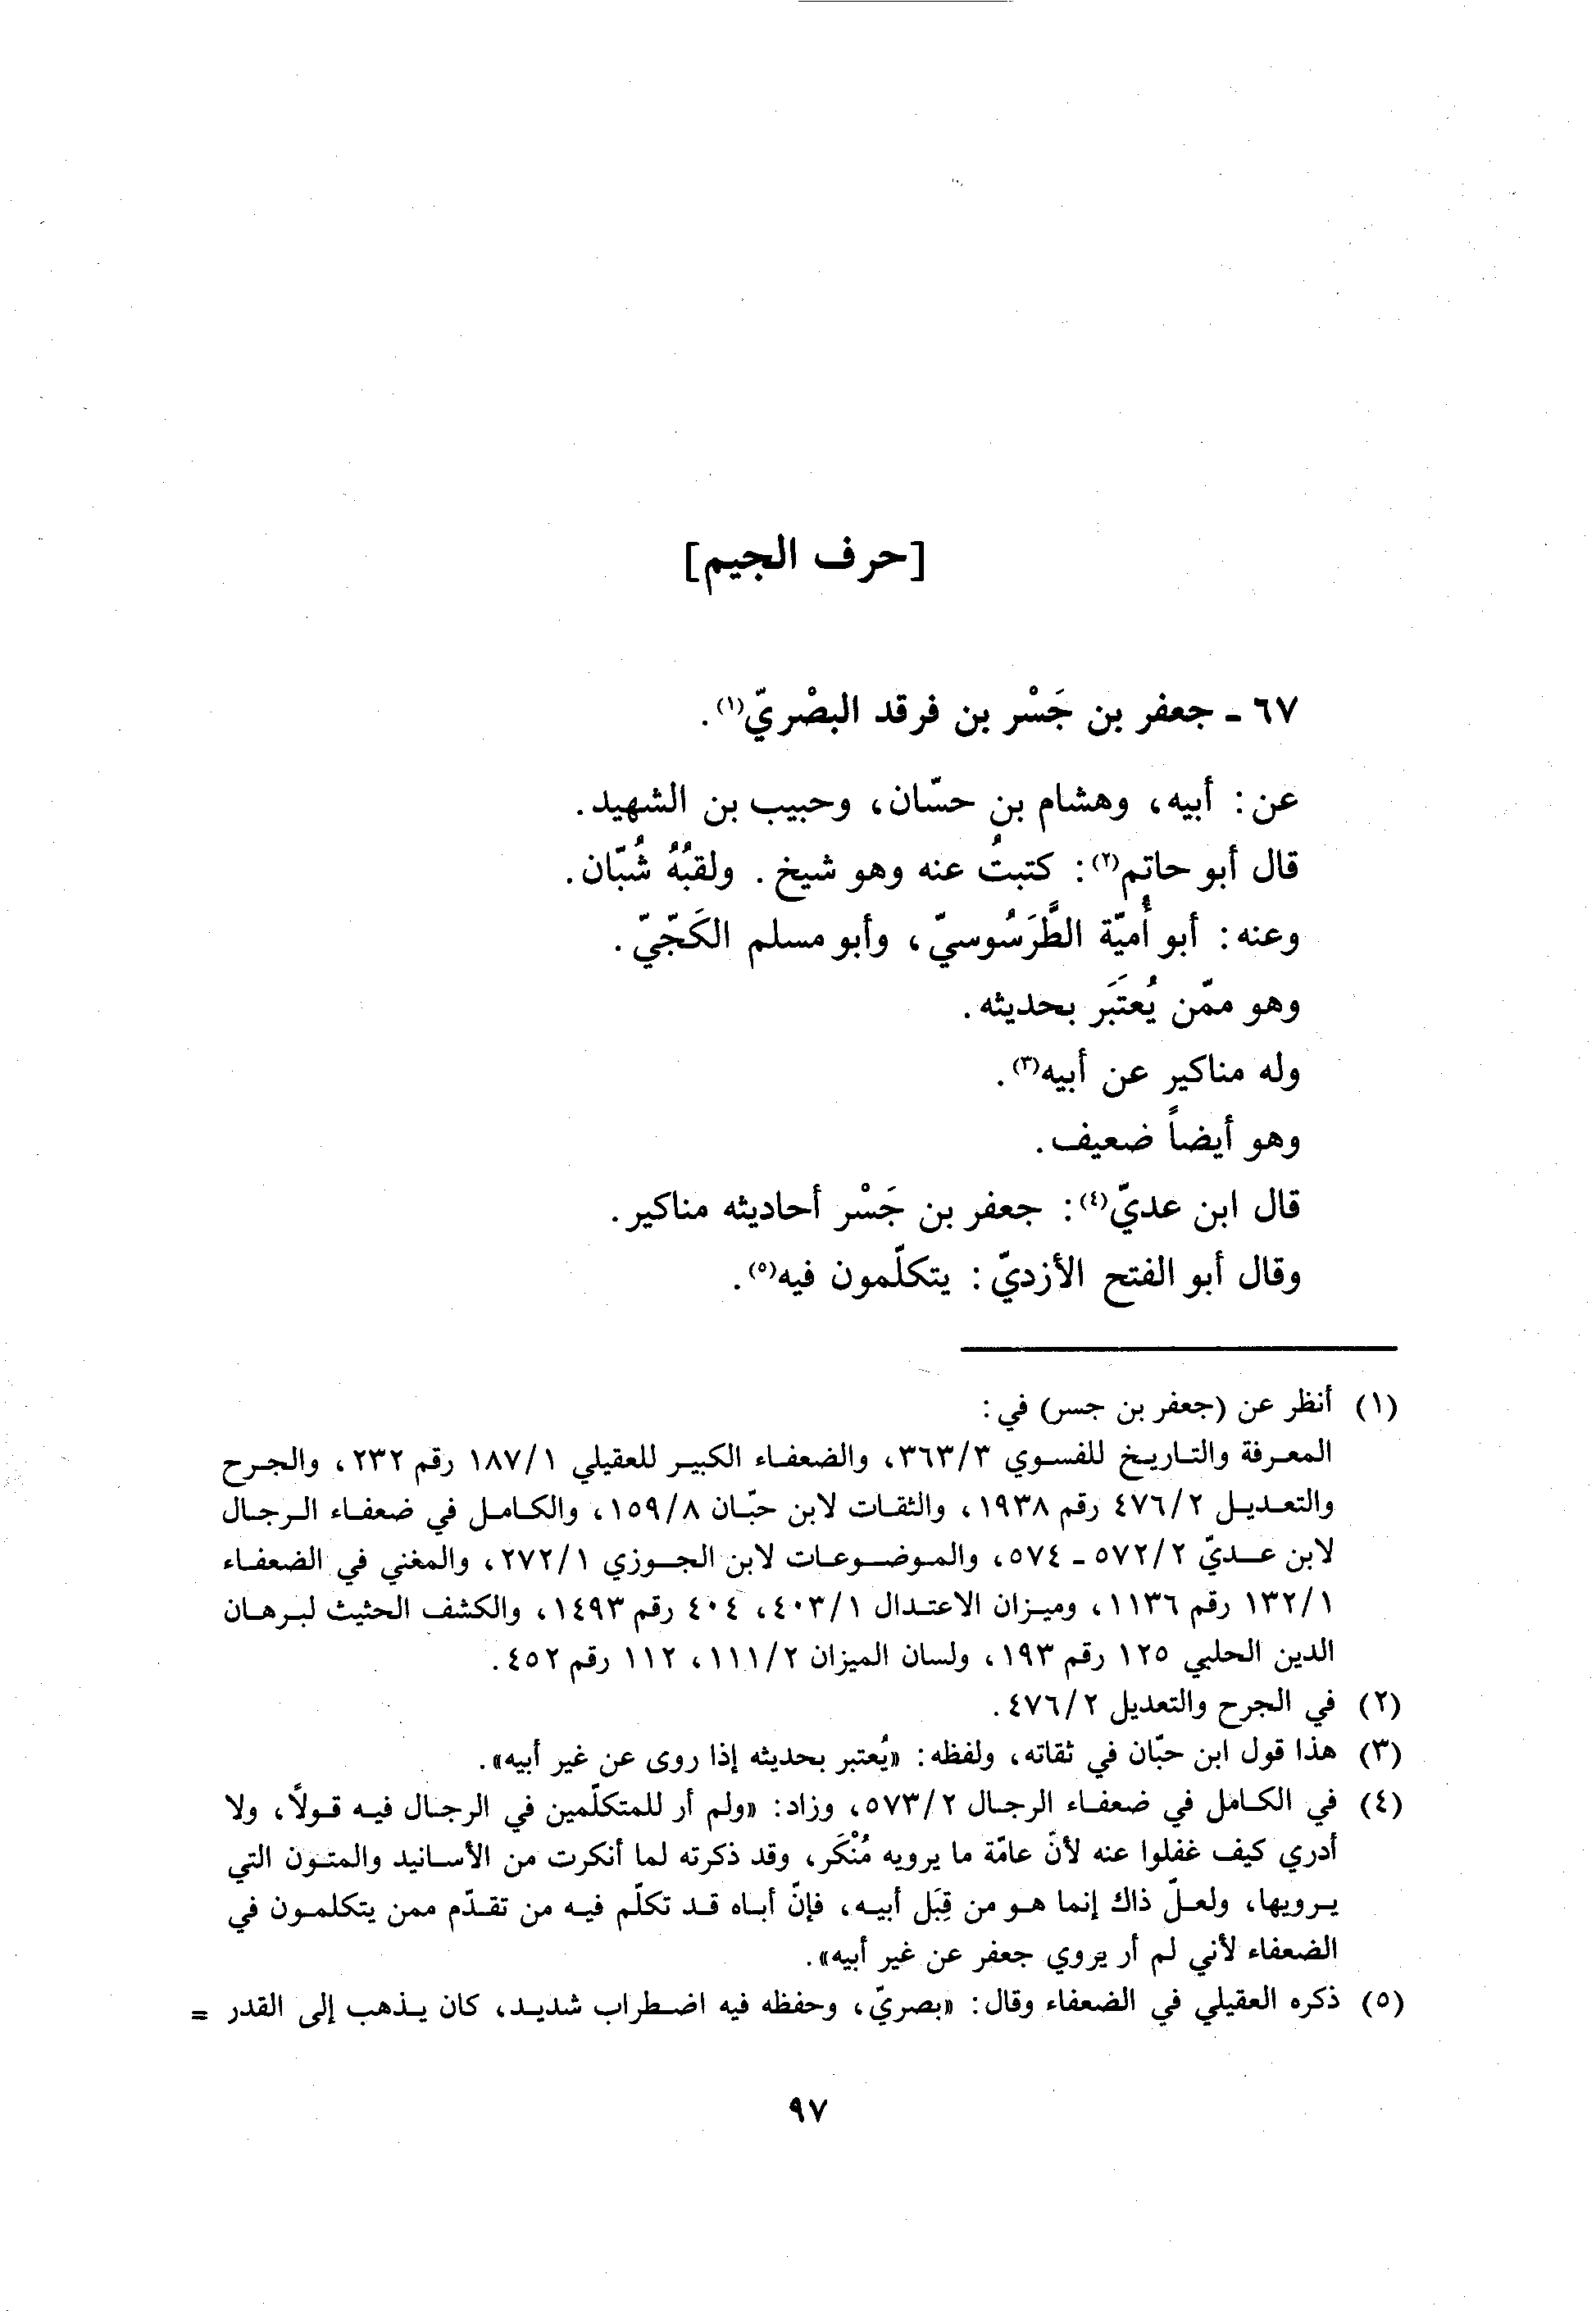 [حرف الجيم]
٦٧ - جعفر بن جَسْر بن فرقد البصْريّ(١).
عن: أبيه، وهشام بن حسّان، وحبيب بن الشهيد.
قال أبو حاتم(٢): كتبتُ عنه وهو شيخ. ولقبُهُ شُبّان.
وعنه: أبو أُميّة الطَّرَسُوسيّ، وأبو مسلم الكَجّيّ.
وهو ممّن يُعتَبَر بحديثه.
وله مناكير عن أبيه(٣).
وهو أيضاً ضعيف.
قال ابن عديّ(٤): جعفر بن جَسْر أحاديثه مناكير.
وقال أبو الفتح الأزديّ: يتكلّمون فيه(٥).
(١) أنظر عن (جعفر بن جسر) في:
المعرفة والتاريخ للفسوي ٣٦٣/٣، والضعفاء الكبير للعقيلي ١٨٧/١ رقم ٢٣٢، والجرح
والتعديل ٤٧٦/٢ رقم ١٩٣٨، والثقات لابن حبّان ١٥٩/٨، والكامل في ضعفاء الرجال
لابن عديّ ٥٧٢/٢ - ٥٧٤، والموضوعات لابن الجوزي ٢٧٢/١، والمغني في الضعفاء
١٣٢/١ رقم ١١٣٦، وميزان الاعتدال ٤٠٣/١، ٤٠٤ رقم ١٤٩٣، والكشف الحثيث لبرهان
الدين الحلبي ١٢٥ رقم ١٩٣، ولسان الميزان ١١١/٢، ١١٢ رقم ٤٥٢.
(٢) في الجرح والتعديل ٤٧٦/٢.
(٣) هذا قول ابن حبّان في ثقاته، ولفظه: «يُعتبر بحديثه إذا روى عن غير أبيه».
(٤) في الكامل في ضعفاء الرجال ٥٧٣/٢، وزاد: «ولم أر للمتكلّمين في الرجال فيه قولاً، ولا
أدري كيف غفلوا عنه لأنّ عامّة ما يرويه مُنْكَر، وقد ذكرته لما أنكرت من الأسانيد والمتون التي
يرويها، ولعلّ ذاك إنما هو من قِبَل أبيه، فإنّ أباه قد تكلّم فيه من تقدّم ممن يتكلمون في
الضعفاء لأني لم أر يروي جعفر عن غير أبيه».
(٥) ذكره العقيلي في الضعفاء وقال: «بصريّ، وحفظه فيه اضطراب شديد، كان يذهب إلى القدر =
٩٧